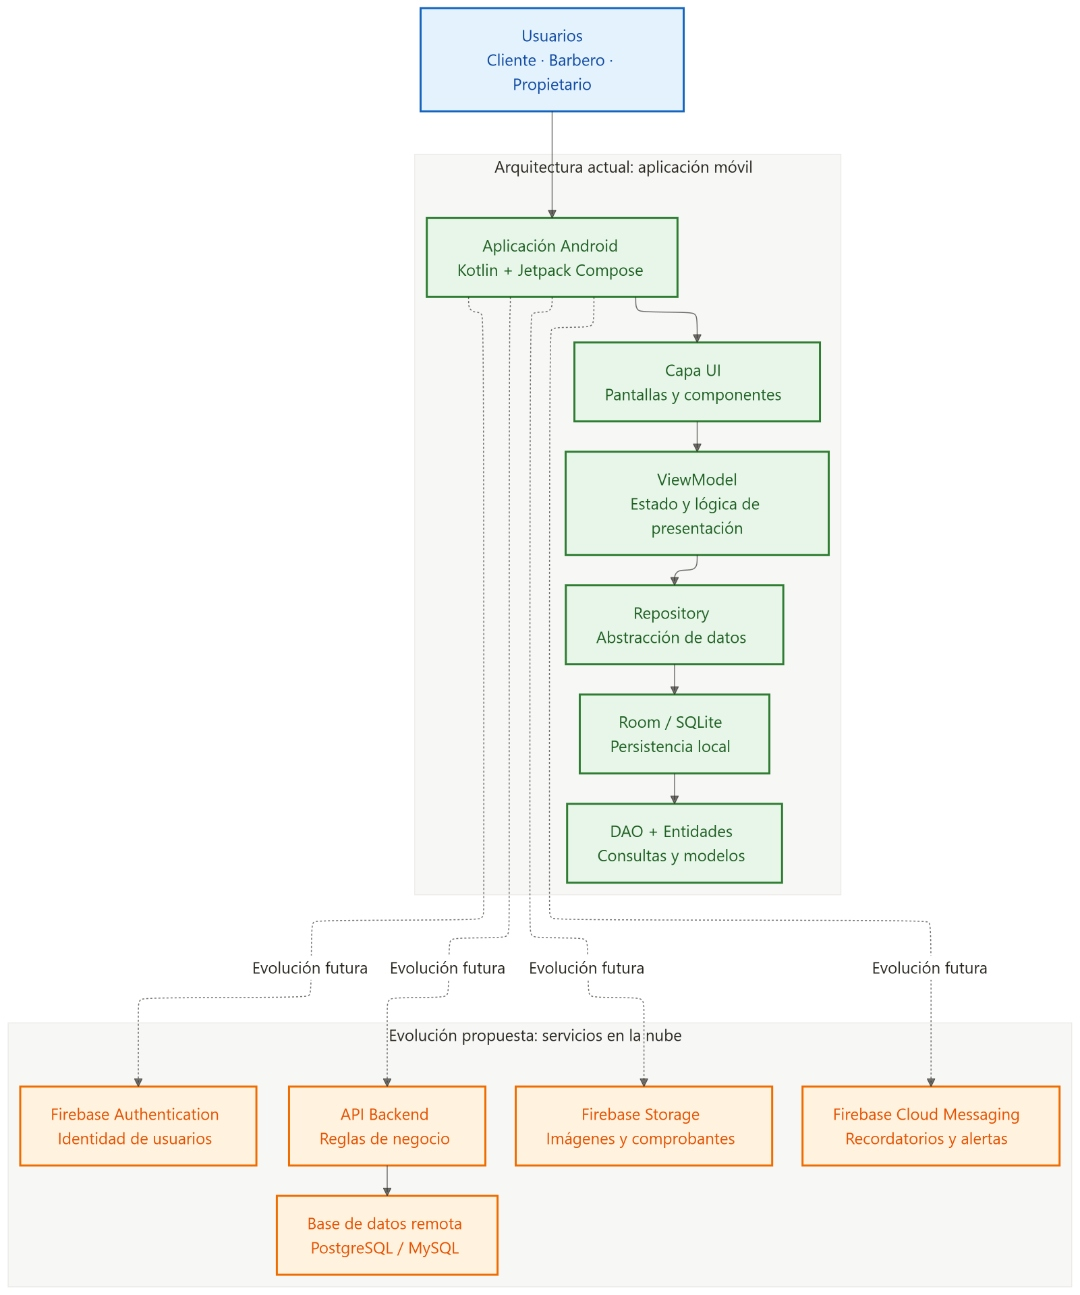 Usuarios
Cliente · Barbero ·
Propietario
Arquitectura actual: aplicación móvil
Aplicación Android
Kotlin + Jetpack Compose
Capa UI
Pantallas y componentes
ViewModel
Estado y lógica de
presentación
Repository
Abstracción de datos
Room / SQLite
Persistencia local
DAO + Entidades
Consultas y modelos
Evolución futura
Evolución futura
Evolución futura
Evolución futura
Evolución propuesta: servicios en la nube
Firebase Authentication
Identidad de usuarios
API Backend
Reglas de negocio
Firebase Storage
Imágenes y comprobantes
Firebase Cloud Messaging
Recordatorios y alertas
Base de datos remota
PostgreSQL / MySQL